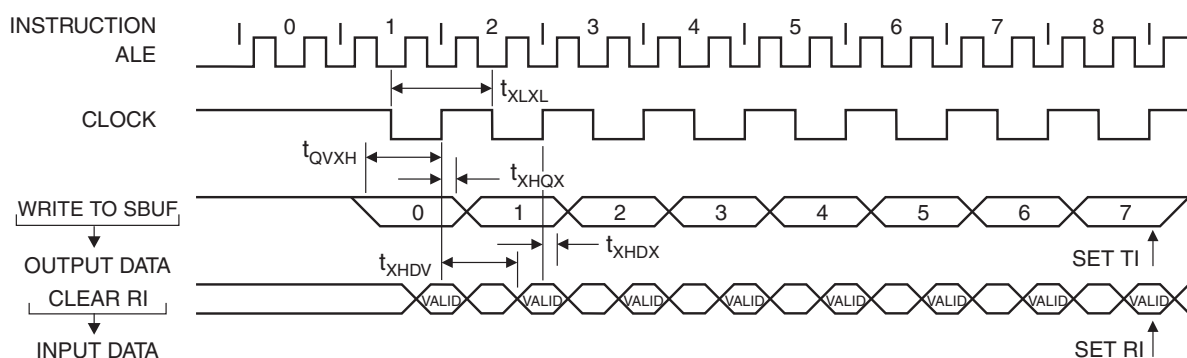 INSTRUCTION 0 1 2 3 4 5 6 7 8
ALE
tXLXL
CLOCK
tQVXH
tXHQX
WRITE TO SBUF 0 1 2 3 4 5 6 7
tXHDX
OUTPUT DATA tXHDV SET TI
CLEAR RI VALID VALID VALID VALID VALID VALID VALID VALID
INPUT DATA SET RI